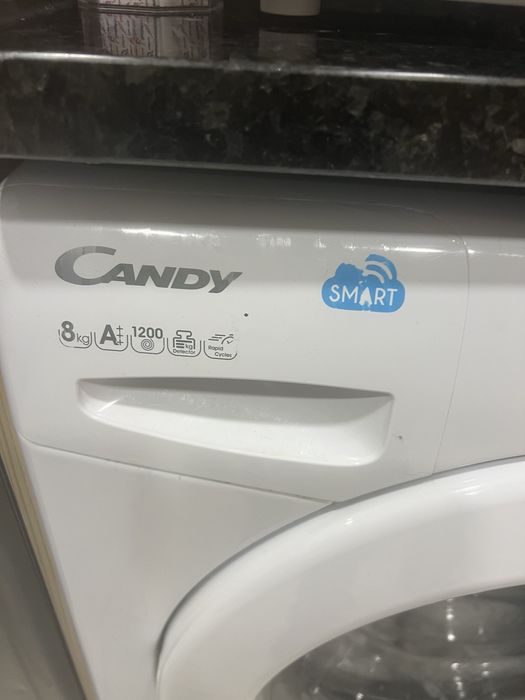 CANDY
SMART
8kg A‡‡ 1200 kg Detector Rapid Cycles